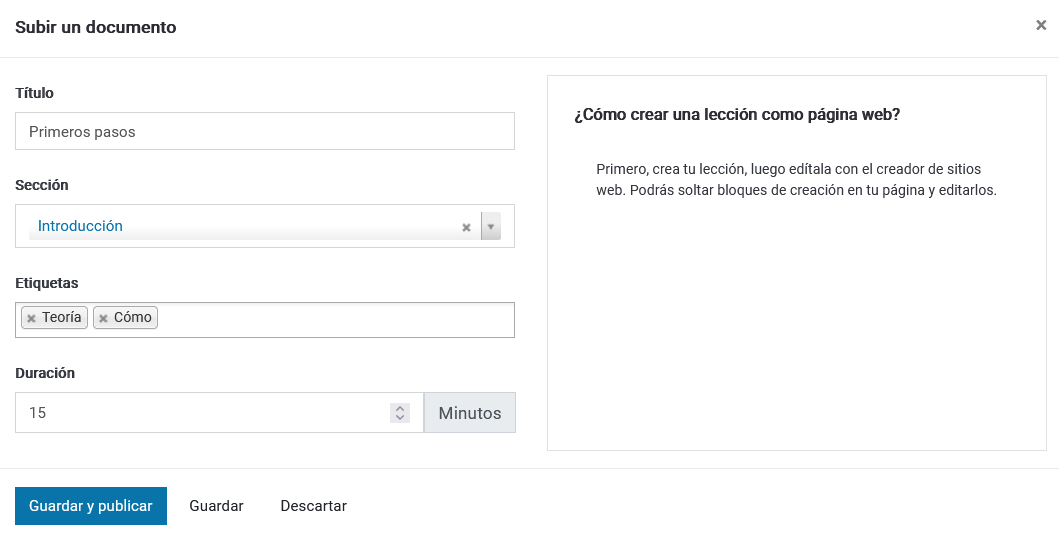 Subir un documento
Título
Primeros pasos
Sección
Introducción
Etiquetas
Teoría Cómo
Duración
15 Minutos
¿Cómo crear una lección como página web?
Primero, crea tu lección, luego edítala con el creador de sitios
web. Podrás soltar bloques de creación en tu página y editarlos.
Guardar y publicar Guardar Descartar